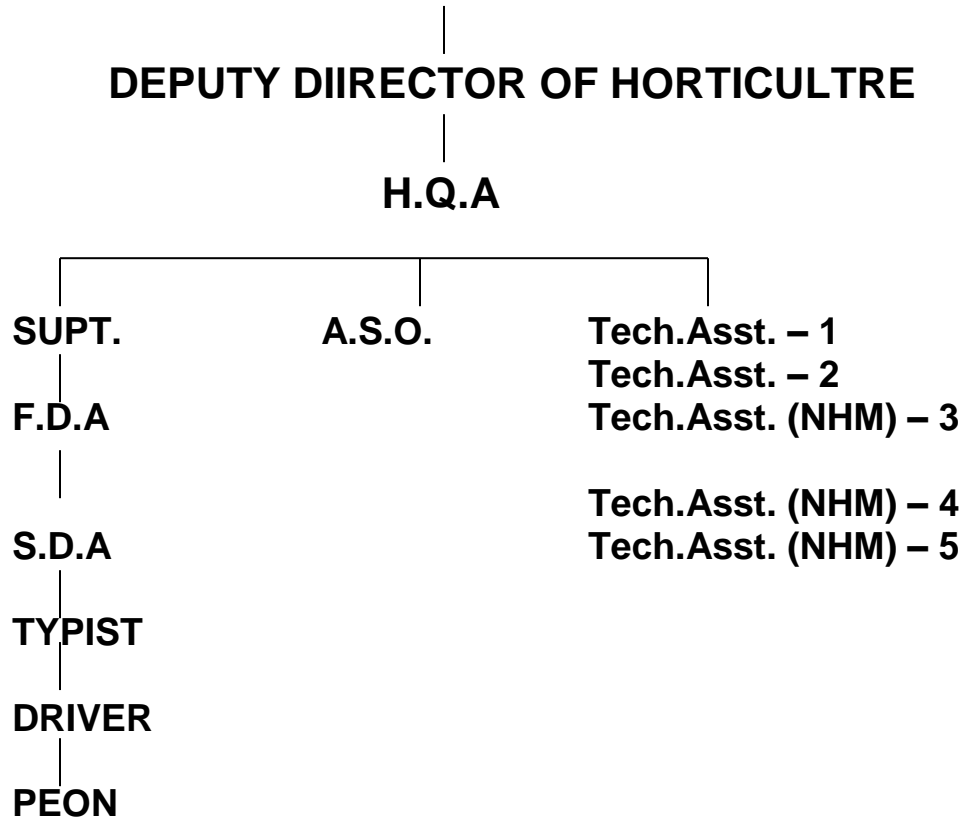 DEPUTY DIIRECTOR OF HORTICULTRE
H.Q.A
SUPT. A.S.O. Tech.Asst. – 1
Tech.Asst. – 2
F.D.A Tech.Asst. (NHM) – 3
Tech.Asst. (NHM) – 4
S.D.A Tech.Asst. (NHM) – 5
TYPIST
DRIVER
PEON